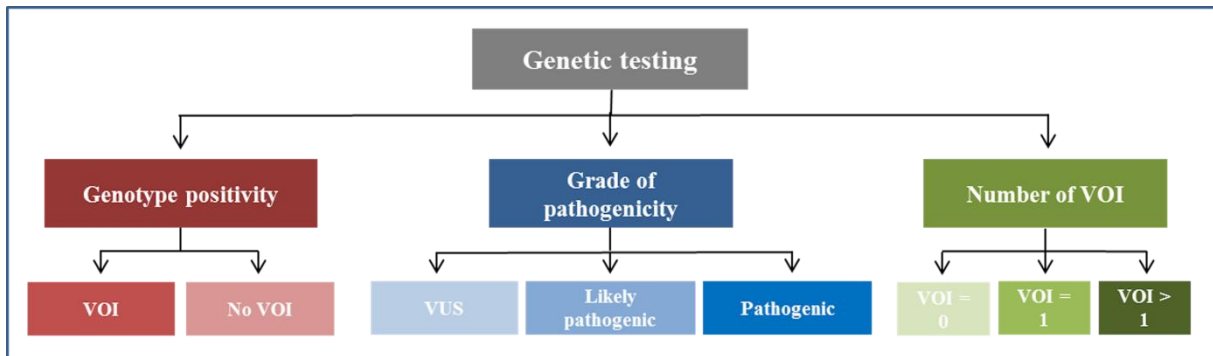 Genetic testing
Genotype positivity
Grade of
pathogenicity
Number of VOI
VOI
No VOI
VUS
Likely
pathogenic
Pathogenic
VOI =
0
VOI =
1
VOI >
1